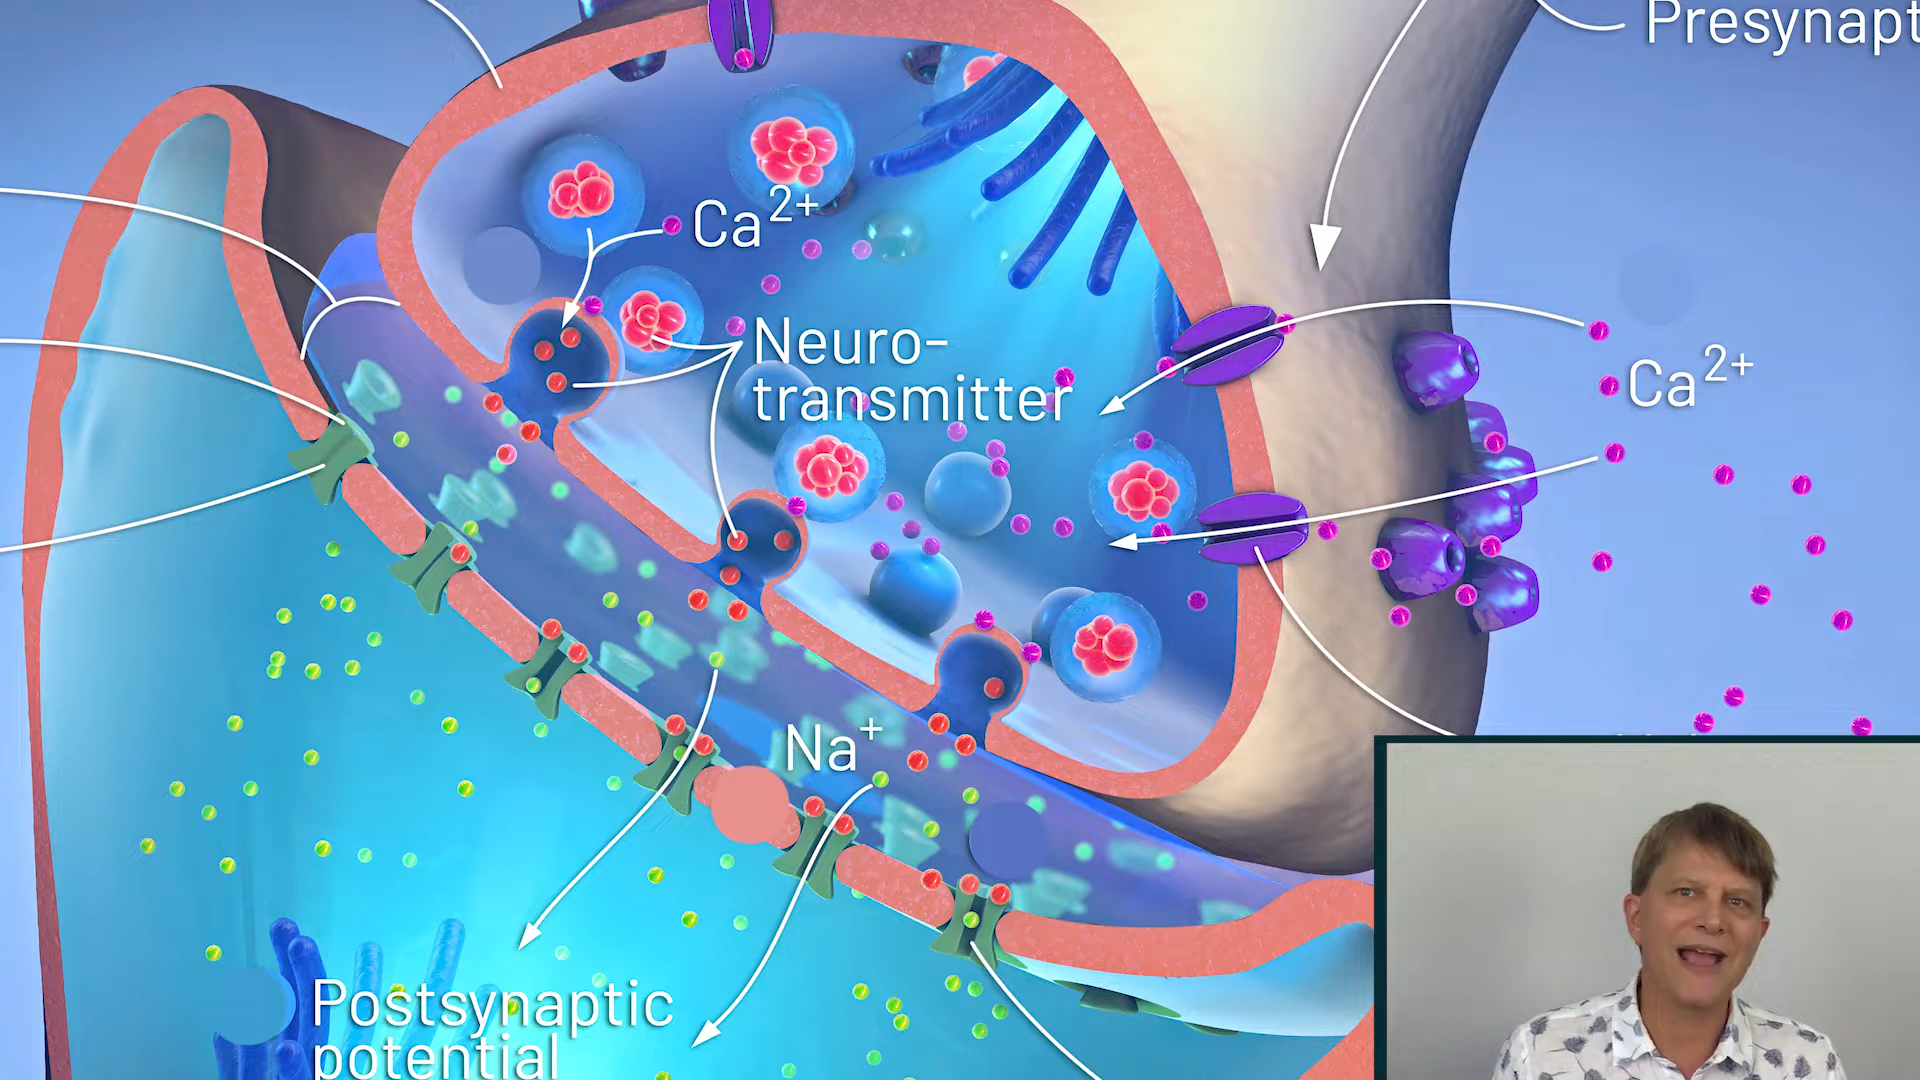 Presynapt
Ca2+
Neuro-
transmitter
Ca2+
Na+
Postsynaptic
potential